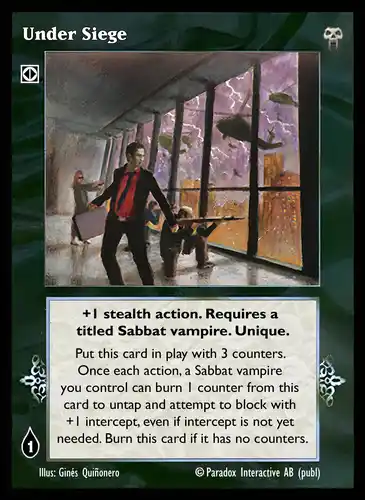 Under Siege
+1 stealth action. Requires a
titled Sabbat vampire. Unique.
Put this card in play with 3 counters.
Once each action, a Sabbat vampire
you control can burn 1 counter from this
card to untap and attempt to block with
+1 intercept, even if intercept is not yet
needed. Burn this card if it has no counters.
1
Illus: Ginés Quiñonero
© Paradox Interactive AB (publ)